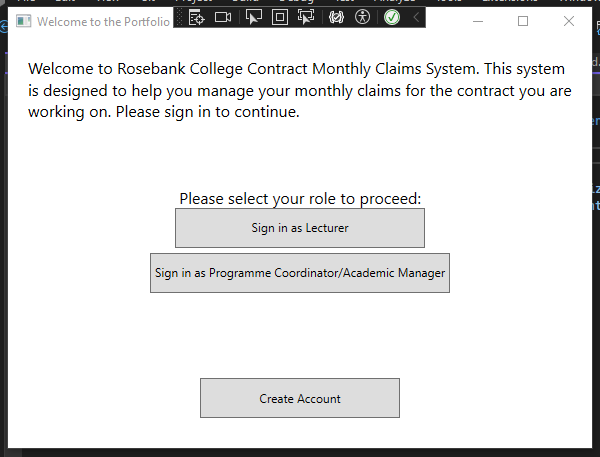 Welcome to the Portfolio
Welcome to Rosebank College Contract Monthly Claims System. This system
is designed to help you manage your monthly claims for the contract you are
working on. Please sign in to continue.
Please select your role to proceed:
Sign in as Lecturer
Sign in as Programme Coordinator/Academic Manager
Create Account